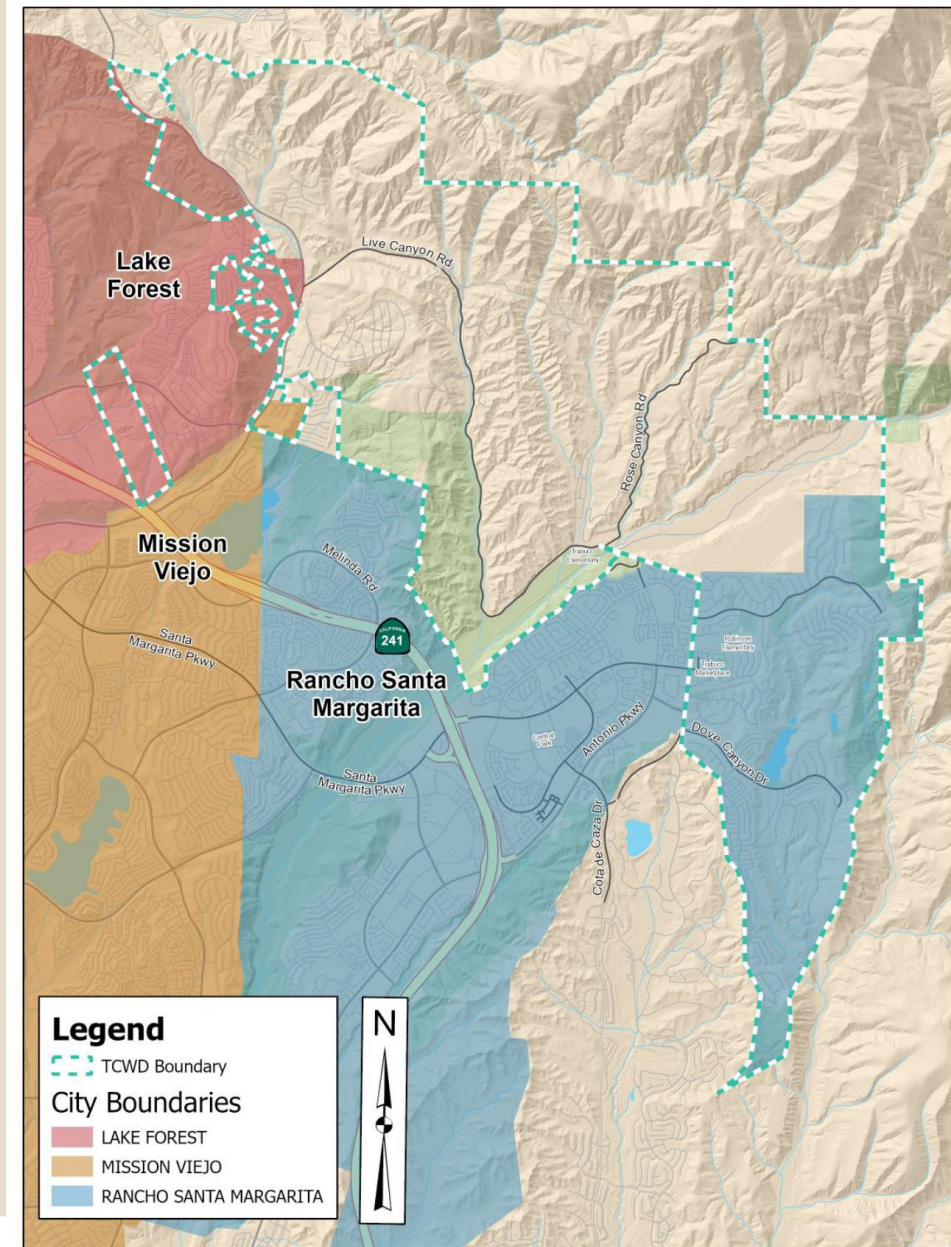 Lake
Forest
Live Canyon Rd
Rose Canyon Rd
Mission
Viejo
Melinda Rd
Trabuco
Elementary
Santa
Margarita Pkwy
CALIFORNIA
241
Rancho Santa
Margarita
Robinson
Elementary
Trabuco
Marketplace
Antonio Pkwy
Central
Park
Dove Canyon Dr
Santa
Margarita Pkwy
Cota de Caza Dr
Legend
TCWD Boundary
City Boundaries
LAKE FOREST
MISSION VIEJO
RANCHO SANTA MARGARITA
N